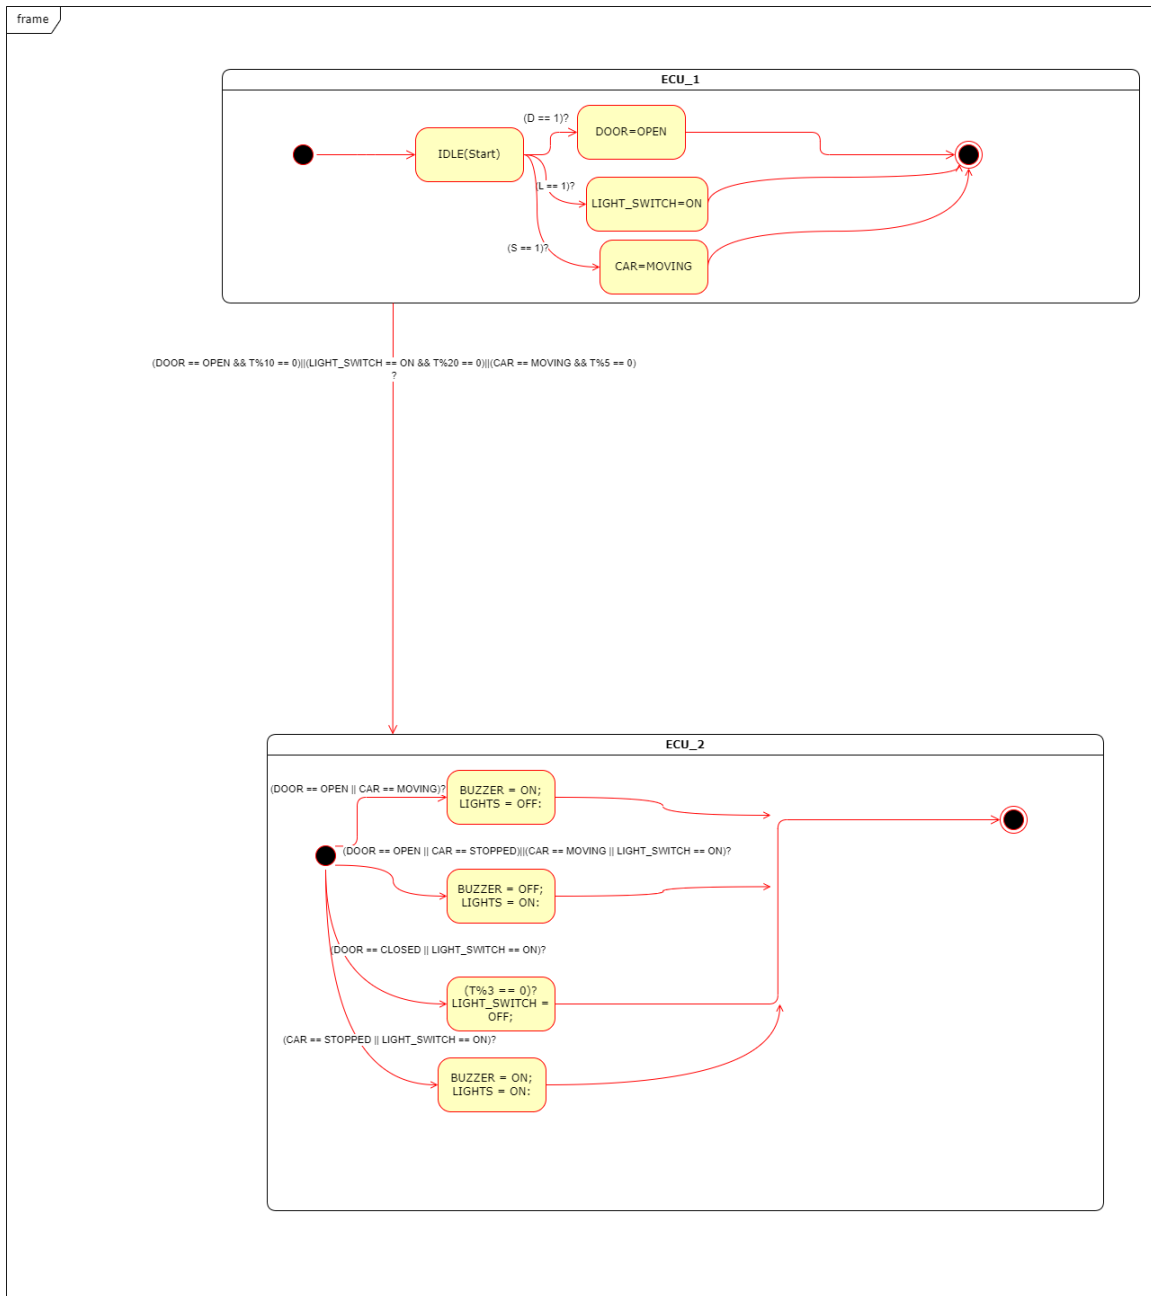 frame
ECU_1
(D == 1)?
DOOR=OPEN
IDLE(Start)
(L == 1)?
LIGHT_SWITCH=ON
(S == 1)?
CAR=MOVING
(DOOR == OPEN && T%10 == 0)||(LIGHT_SWITCH == ON && T%20 == 0)||(CAR == MOVING && T%5 == 0)
?
ECU_2
(DOOR == OPEN || CAR == MOVING)?
BUZZER = ON;
LIGHTS = OFF:
(DOOR == OPEN || CAR == STOPPED)||(CAR == MOVING || LIGHT_SWITCH == ON)?
BUZZER = OFF;
LIGHTS = ON:
(DOOR == CLOSED || LIGHT_SWITCH == ON)?
(T%3 == 0)?
LIGHT_SWITCH =
OFF;
(CAR == STOPPED || LIGHT_SWITCH == ON)?
BUZZER = ON;
LIGHTS = ON: